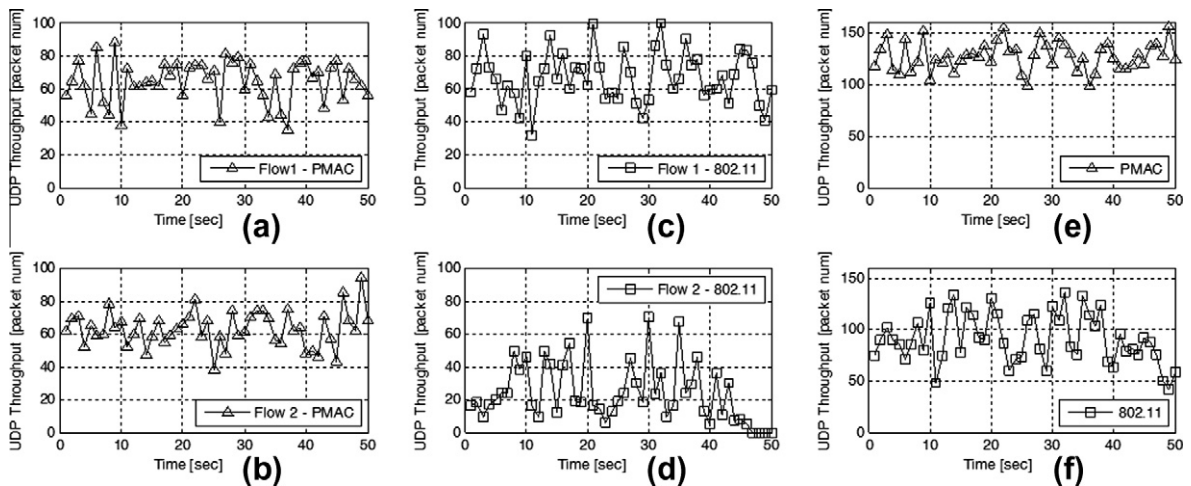 UDP Throughput [packet num]
100
80
60
40
20
0
Flow1 - PMAC
0 10 20 30 40 50
Time [sec]
(a)
UDP Throughput [packet num]
100
80
60
40
20
0
Flow 1 - 802.11
0 10 20 30 40 50
Time [sec]
(c)
UDP Throughput [packet num]
150
100
50
0
PMAC
0 10 20 30 40 50
Time [sec]
(e)
UDP Throughput [packet num]
100
80
60
40
20
0
Flow 2 - PMAC
0 10 20 30 40 50
Time [sec]
(b)
UDP Throughput [packet num]
100
80
60
40
20
0
Flow 2 - 802.11
0 10 20 30 40 50
Time [sec]
(d)
UDP Throughput [packet num]
150
100
50
0
802.11
0 10 20 30 40 50
Time [sec]
(f)